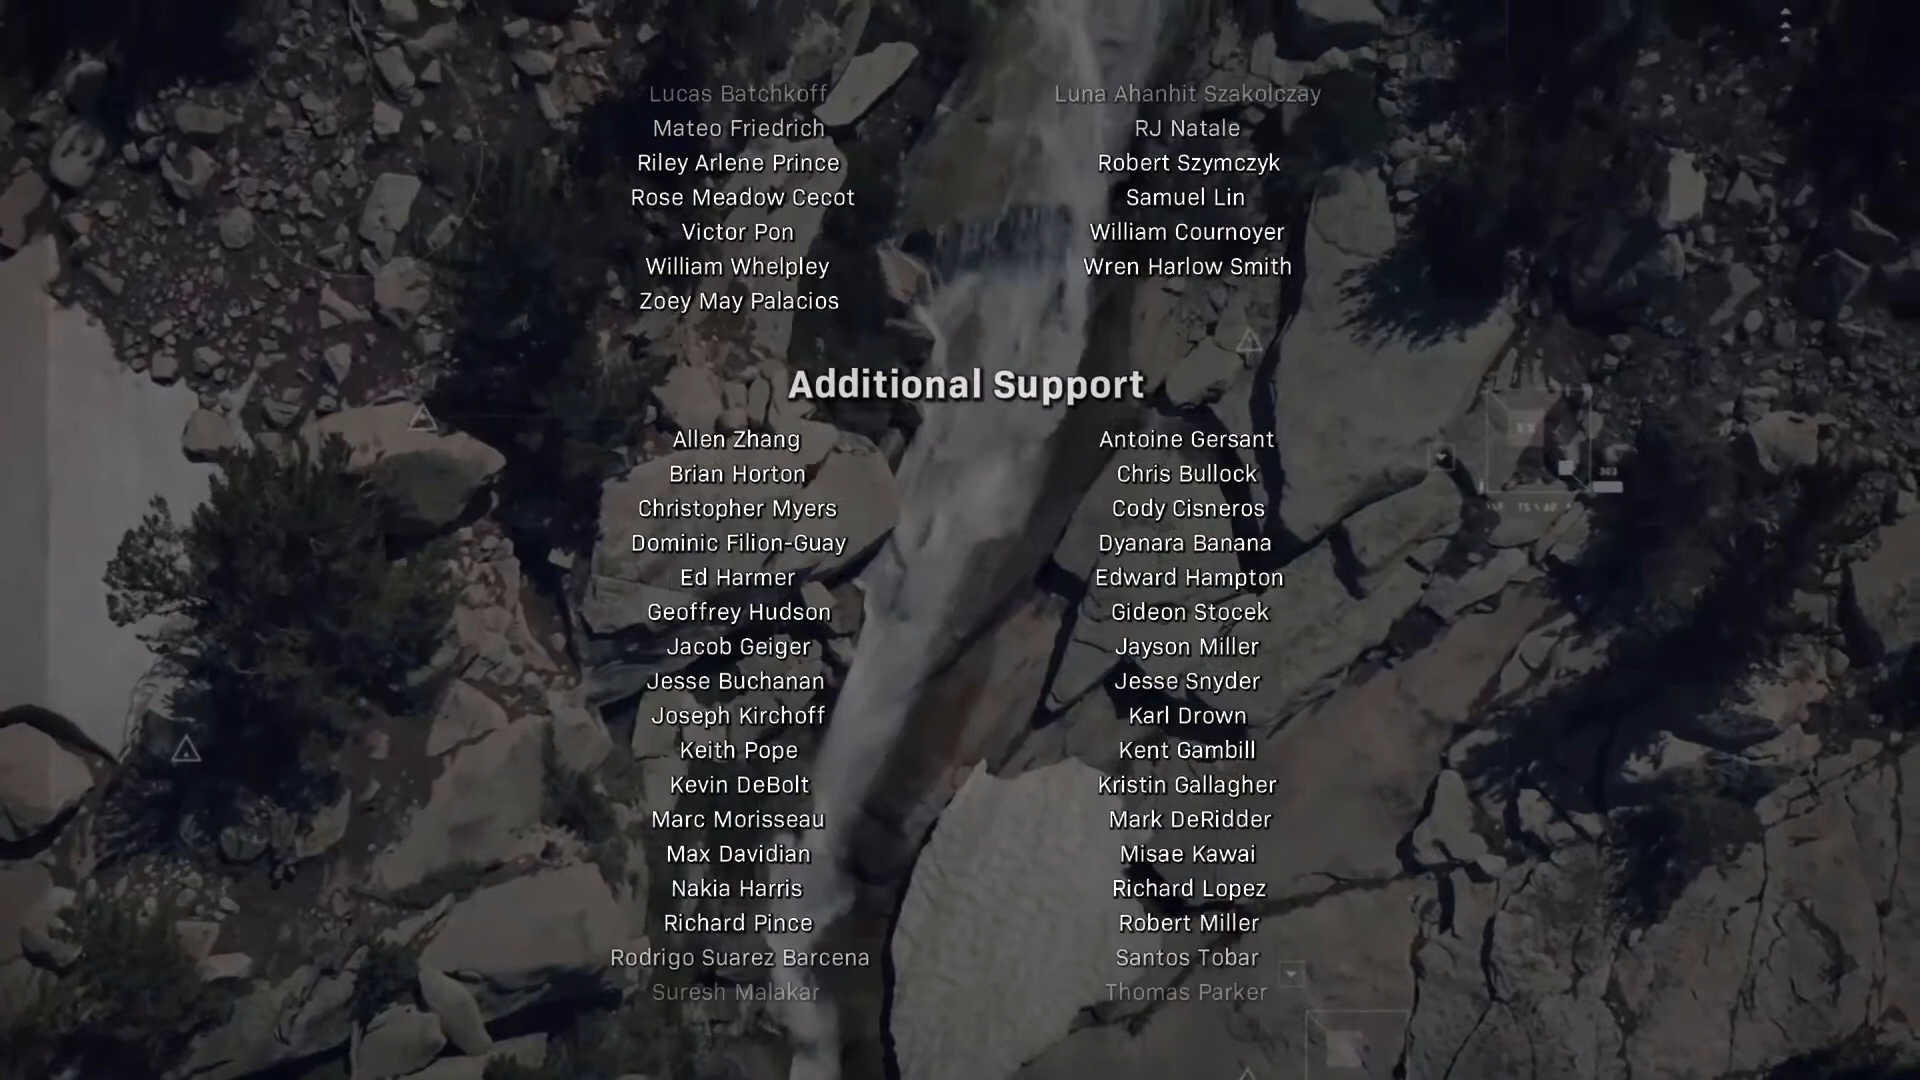 Lucas Batchkoff Luna Ahanhit Szakolczay
Mateo Friedrich RJ Natale
Riley Arlene Prince Robert Szymczyk
Rose Meadow Cecot Samuel Lin
Victor Pon William Cournoyer
William Whelpley Wren Harlow Smith
Zoey May Palacios
Additional Support
Allen Zhang Antoine Gersant
Brian Horton Chris Bullock
Christopher Myers Cody Cisneros
Dominic Filion-Guay Dyanara Banana
Ed Harmer Edward Hampton
Geoffrey Hudson Gideon Stocek
Jacob Geiger Jayson Miller
Jesse Buchanan Jesse Snyder
Joseph Kirchoff Karl Drown
Keith Pope Kent Gambill
Kevin DeBolt Kristin Gallagher
Marc Morisseau Mark DeRidder
Max Davidian Misae Kawai
Nakia Harris Richard Lopez
Richard Pince Robert Miller
Rodrigo Suarez Barcena Santos Tobar
Suresh Malakar Thomas Parker